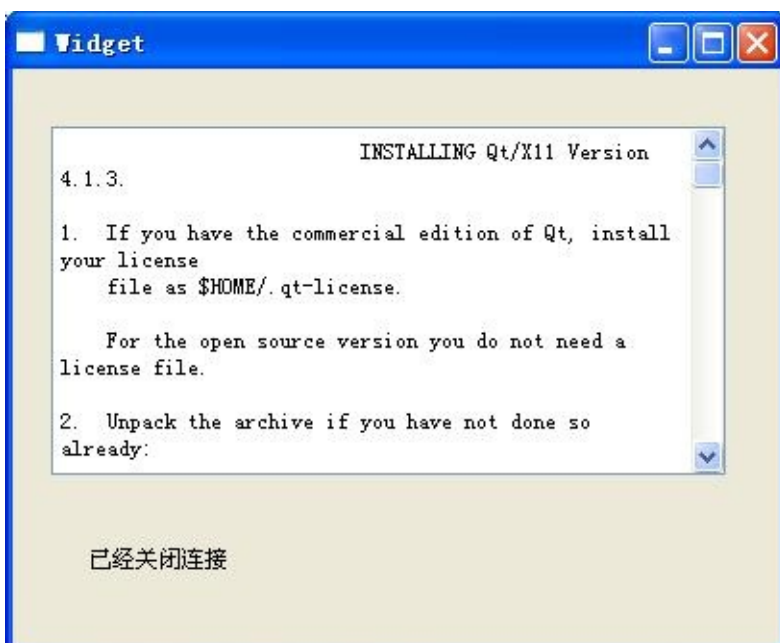 Widget
INSTALLING Qt/X11 Version
4.1.3.
1. If you have the commercial edition of Qt, install
your license
file as $HOME/.qt-license.
For the open source version you do not need a
license file.
2. Unpack the archive if you have not done so
already:
已经关闭连接